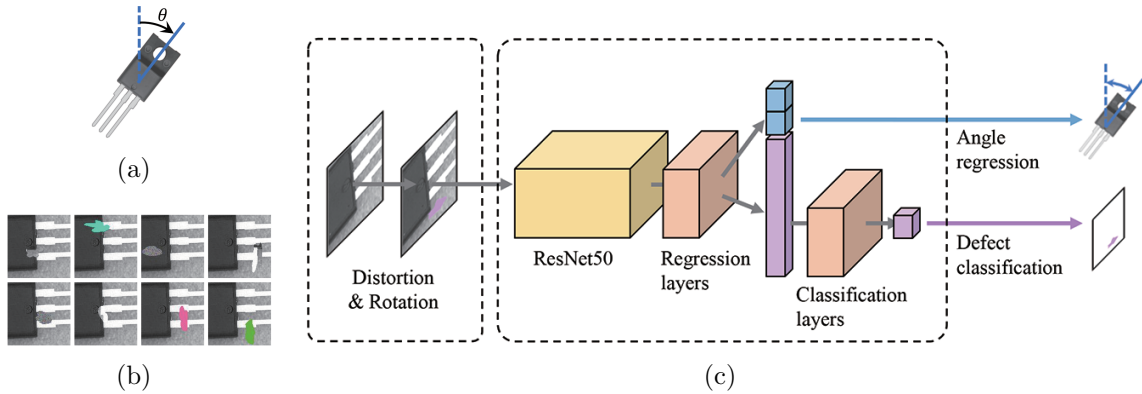 θ
(a)
(b)
Distortion
& Rotation
ResNet50
Regression
layers
Classification
layers
Angle
regression
Defect
classification
(c)